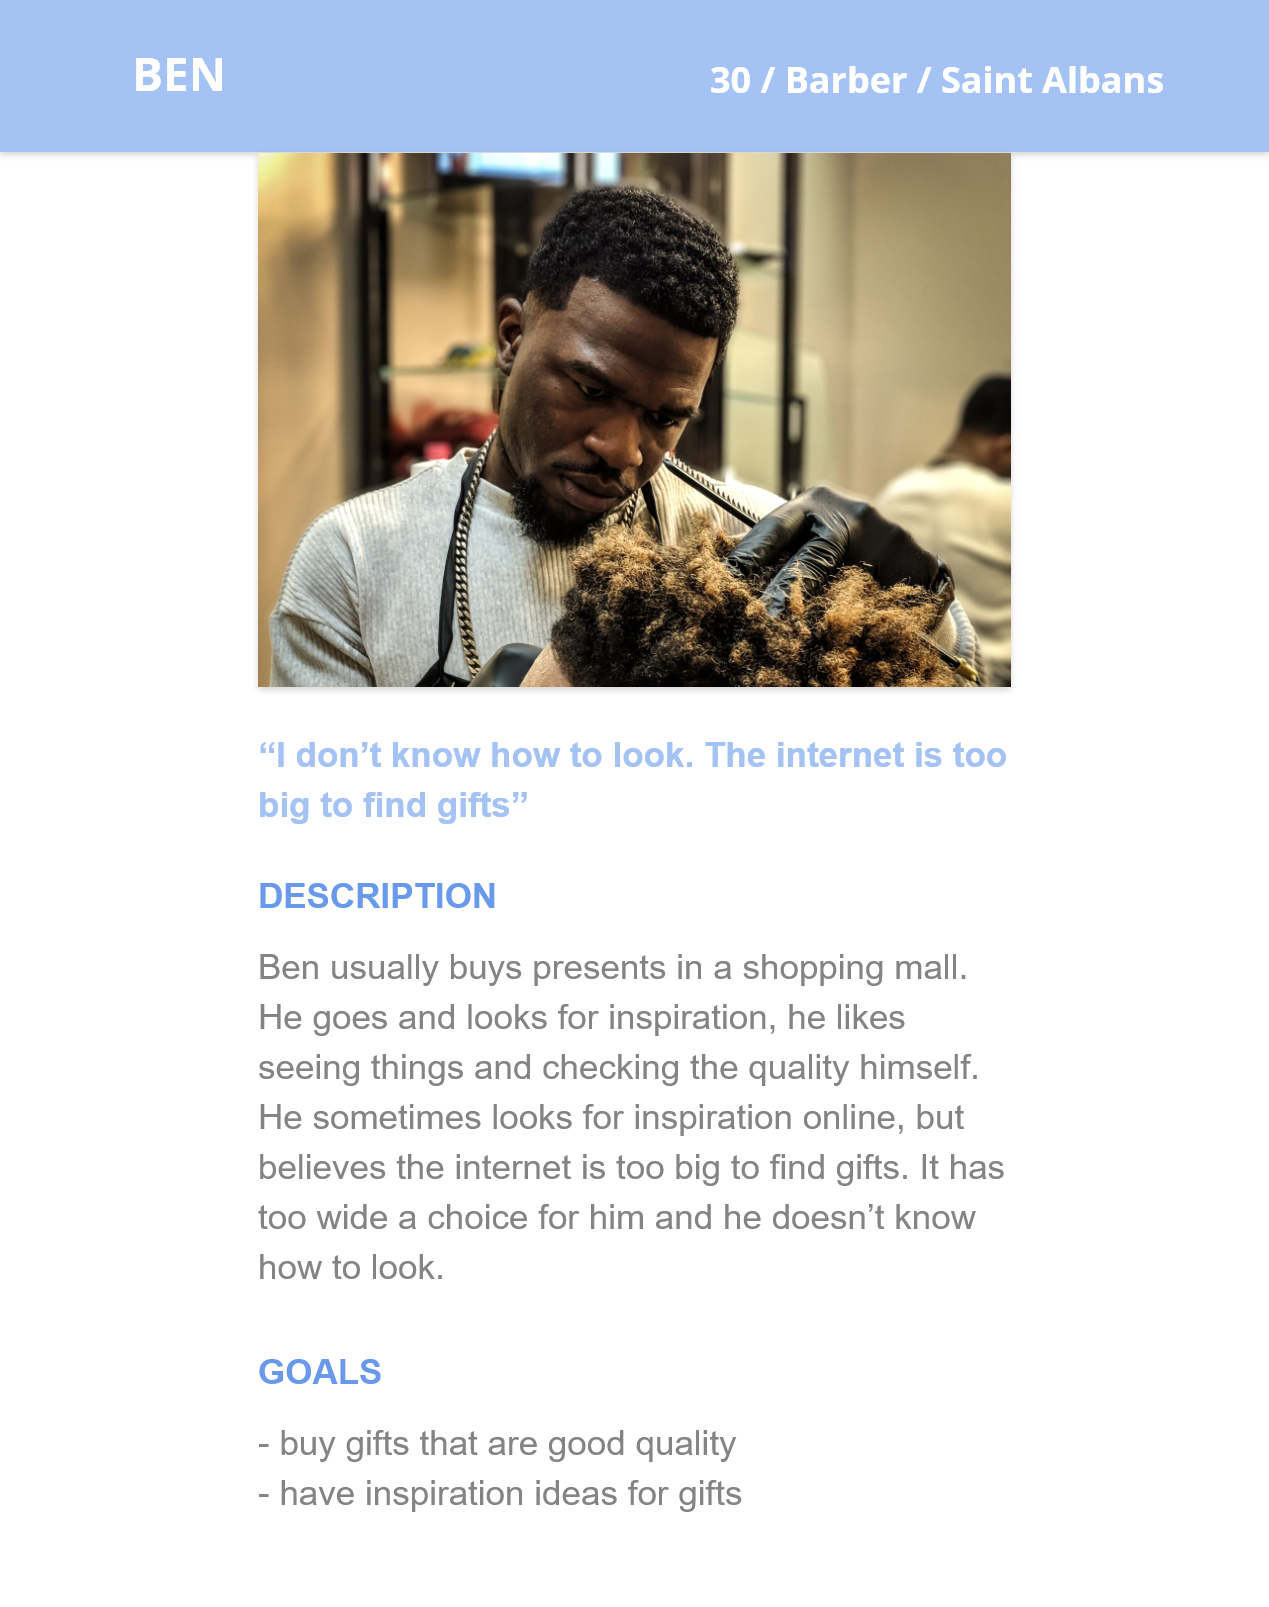 BEN
30 / Barber / Saint Albans
“I don’t know how to look. The internet is too
big to find gifts”
DESCRIPTION
Ben usually buys presents in a shopping mall.
He goes and looks for inspiration, he likes
seeing things and checking the quality himself.
He sometimes looks for inspiration online, but
believes the internet is too big to find gifts. It has
too wide a choice for him and he doesn’t know
how to look.
GOALS
- buy gifts that are good quality
- have inspiration ideas for gifts